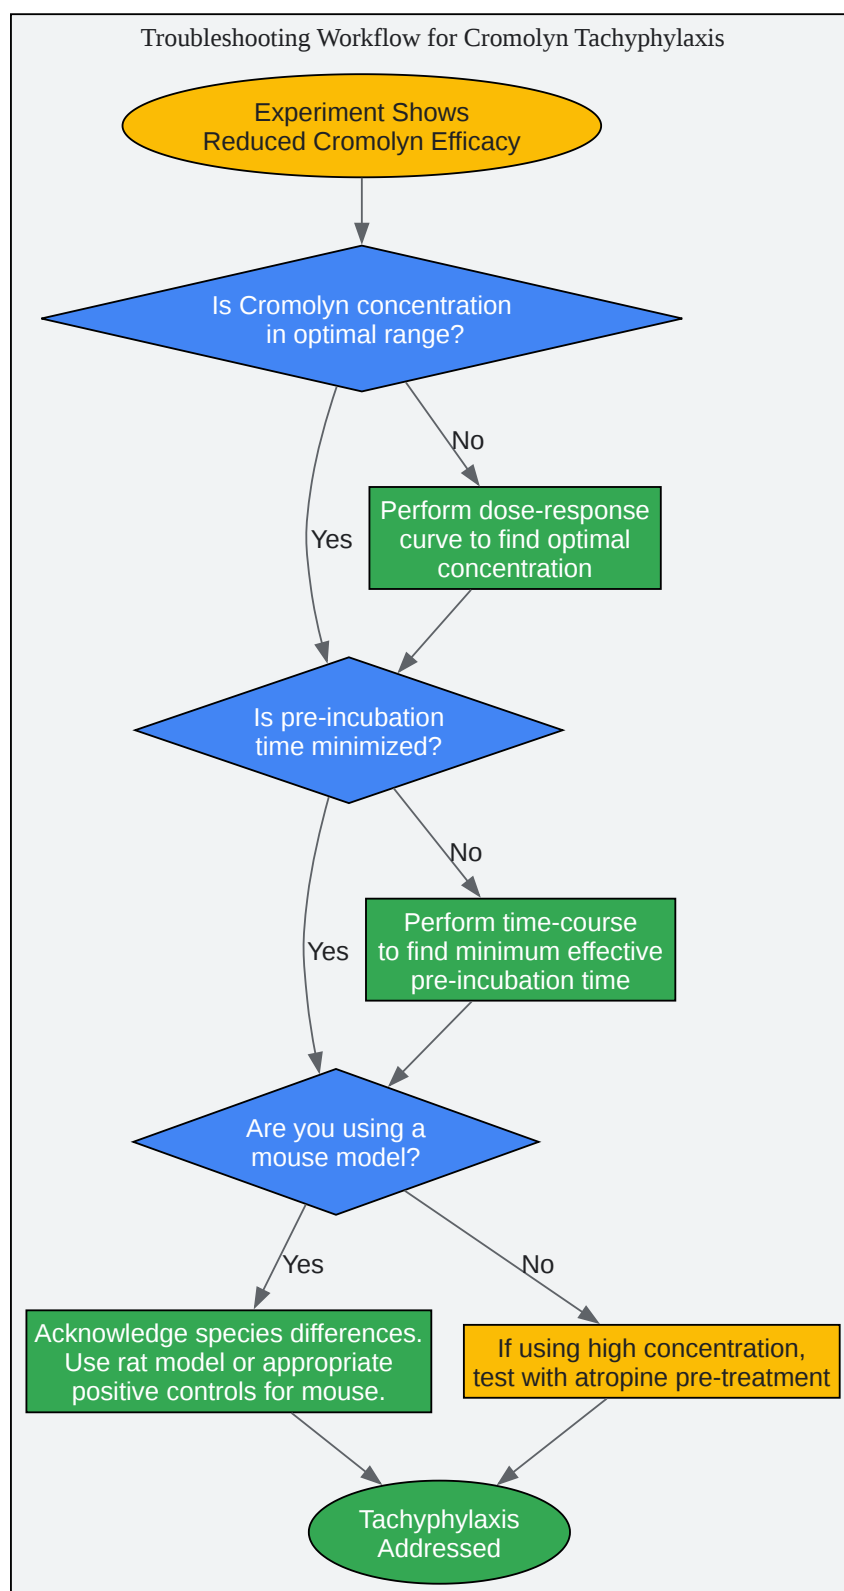 Troubleshooting Workflow for Cromolyn Tachyphylaxis
Experiment Shows
Reduced Cromolyn Efficacy
Is Cromolyn concentration
in optimal range?
No
Perform dose-response
curve to find optimal
concentration
Yes
Is pre-incubation
time minimized?
No
Perform time-course
to find minimum effective
pre-incubation time
Yes
Are you using a
mouse model?
Yes
No
Acknowledge species differences.
Use rat model or appropriate
positive controls for mouse.
If using high concentration,
test with atropine pre-treatment
Tachyphylaxis
Addressed